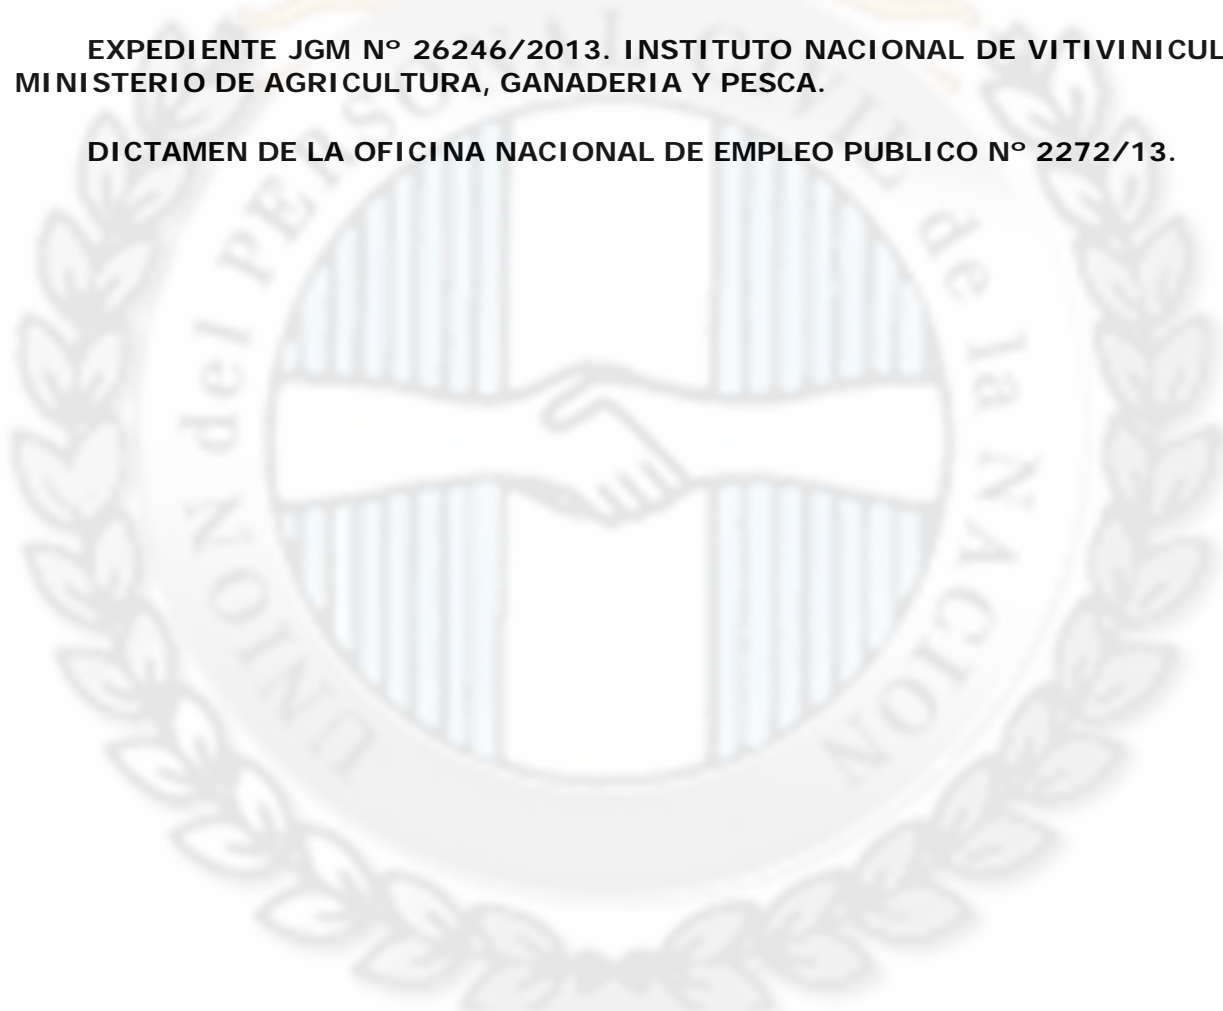 EXPEDIENTE JGM Nº 26246/2013. INSTITUTO NACIONAL DE VITIVINICUL
MINISTERIO DE AGRICULTURA, GANADERIA Y PESCA.
DICTAMEN DE LA OFICINA NACIONAL DE EMPLEO PUBLICO Nº 2272/13.
UNION del PERSONAL CIVIL de la NACION